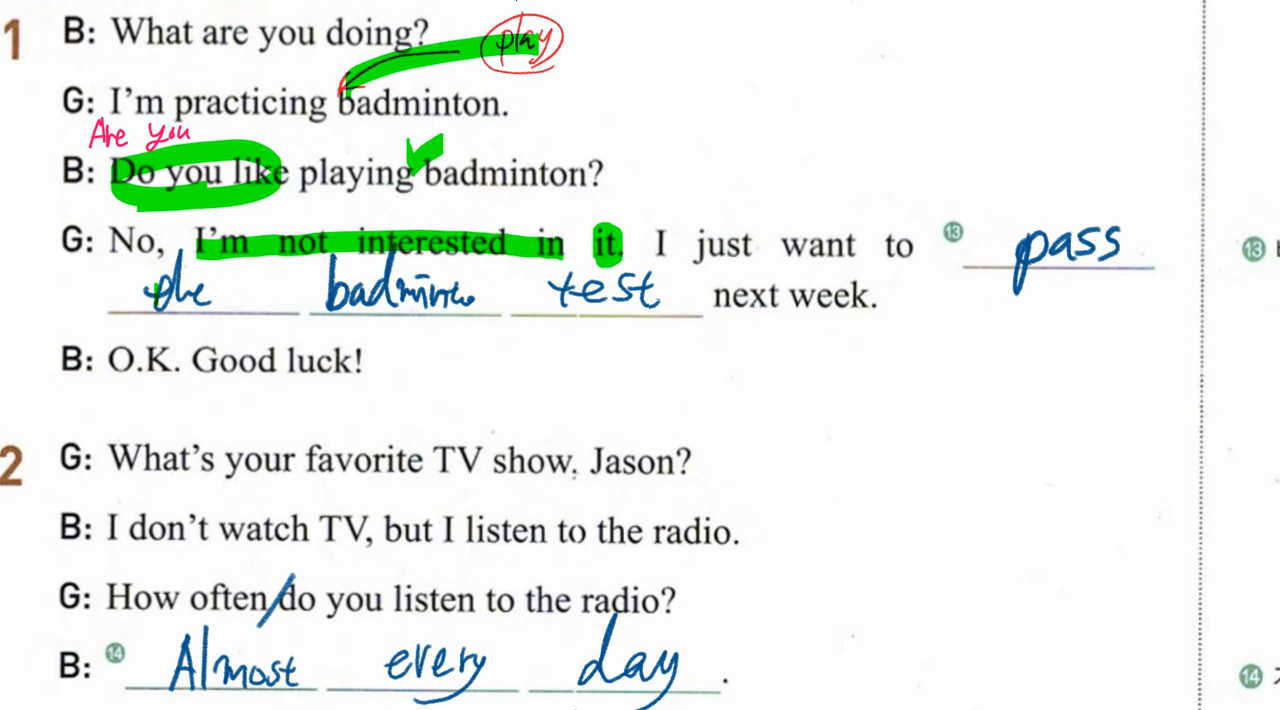 1 B: What are you doing? play
G: I'm practicing badminton.
Are you
B: Do you like playing badminton?
G: No, I'm not interested in it. I just want to ⑬ pass ⑬
the badminton test next week.
B: O.K. Good luck!
2 G: What's your favorite TV show, Jason?
B: I don't watch TV, but I listen to the radio.
G: How often/do you listen to the radio?
B: ⑭ Almost every day. ⑭